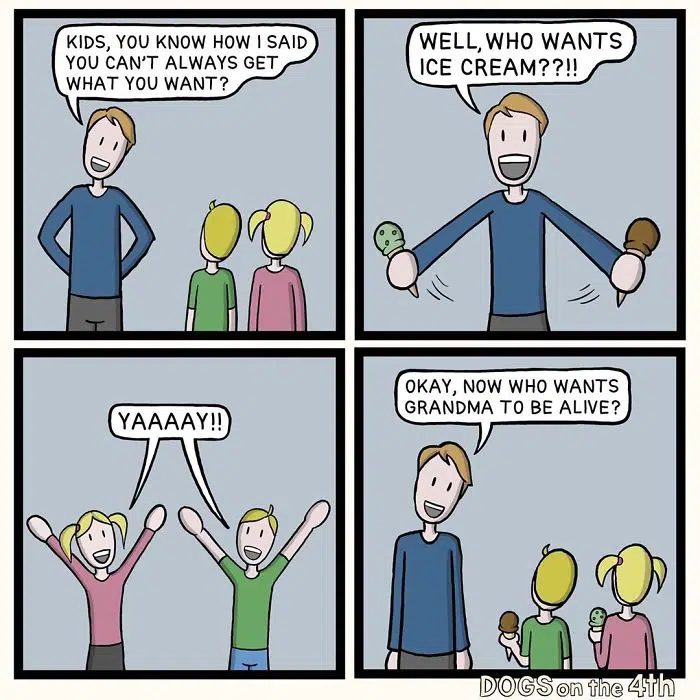 KIDS, YOU KNOW HOW I SAID
YOU CAN'T ALWAYS GET
WHAT YOU WANT?
WELL, WHO WANTS
ICE CREAM??!!
YAAAAY!!
OKAY, NOW WHO WANTS
GRANDMA TO BE ALIVE?
DOGS on the 4th